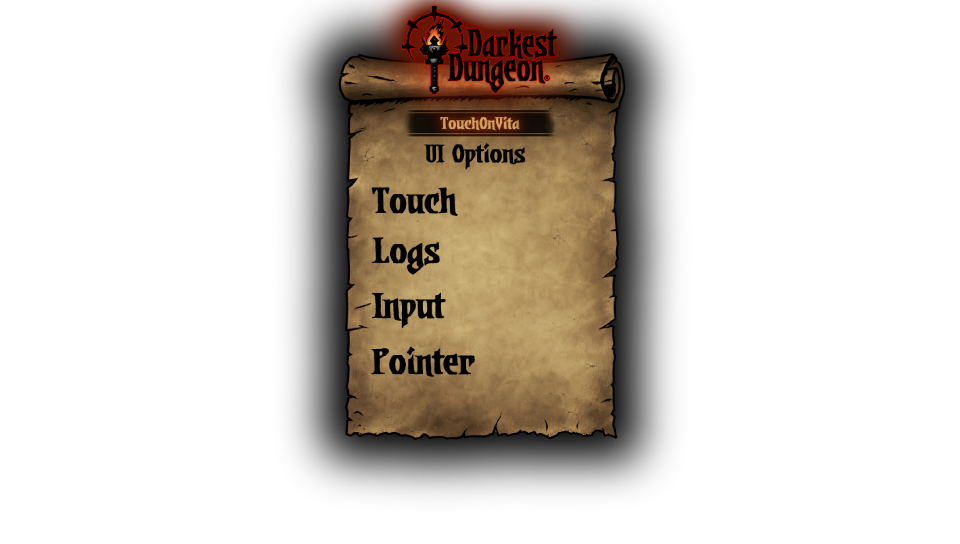 Darkest
Dungeon®
TouchOnVita
UI Options
Touch
Logs
Input
Pointer